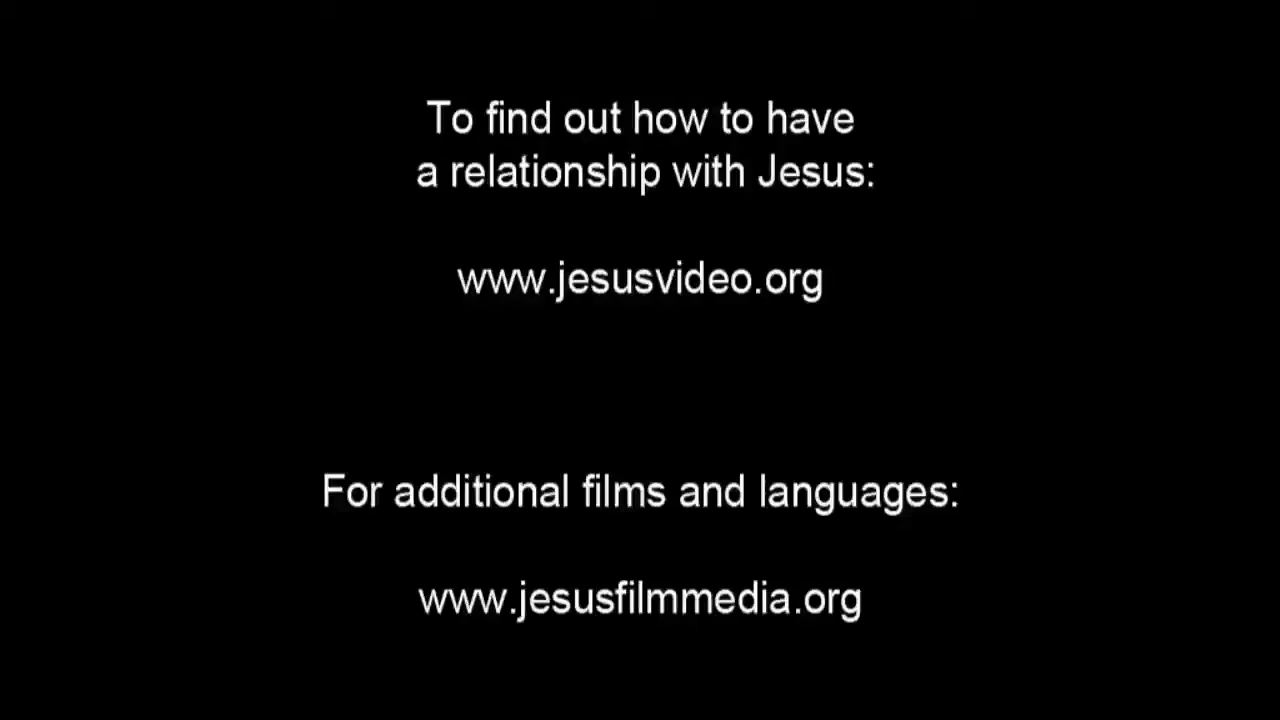 To find out how to have
a relationship with Jesus:
www.jesusvideo.org
For additional films and languages:
www.jesusfilmmedia.org